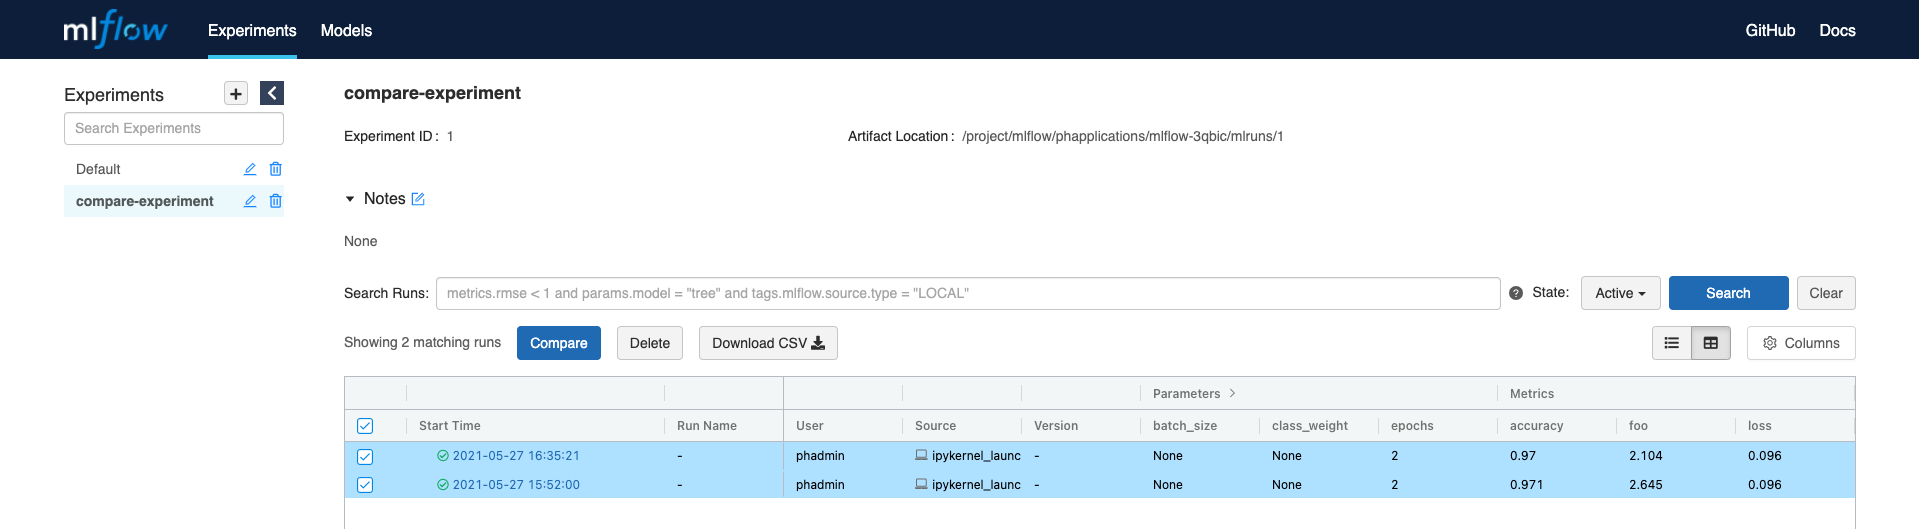 mlflow Experiments Models GitHub Docs
Experiments +
Search Experiments
Default
compare-experiment
compare-experiment
Experiment ID : 1 Artifact Location : /project/mlflow/phapplications/mlflow-3qbic/mlruns/1
Notes
None
Search Runs: metrics.rmse < 1 and params.model = "tree" and tags.mlflow.source.type = "LOCAL" ? State: Active Search Clear
Showing 2 matching runs Compare Delete Download CSV Columns
Parameters > Metrics
Start Time Run Name User Source Version batch_size class_weight epochs accuracy foo loss
2021-05-27 16:35:21 - phadmin ipykernel_launc - None None 2 0.97 2.104 0.096
2021-05-27 15:52:00 - phadmin ipykernel_launc - None None 2 0.971 2.645 0.096